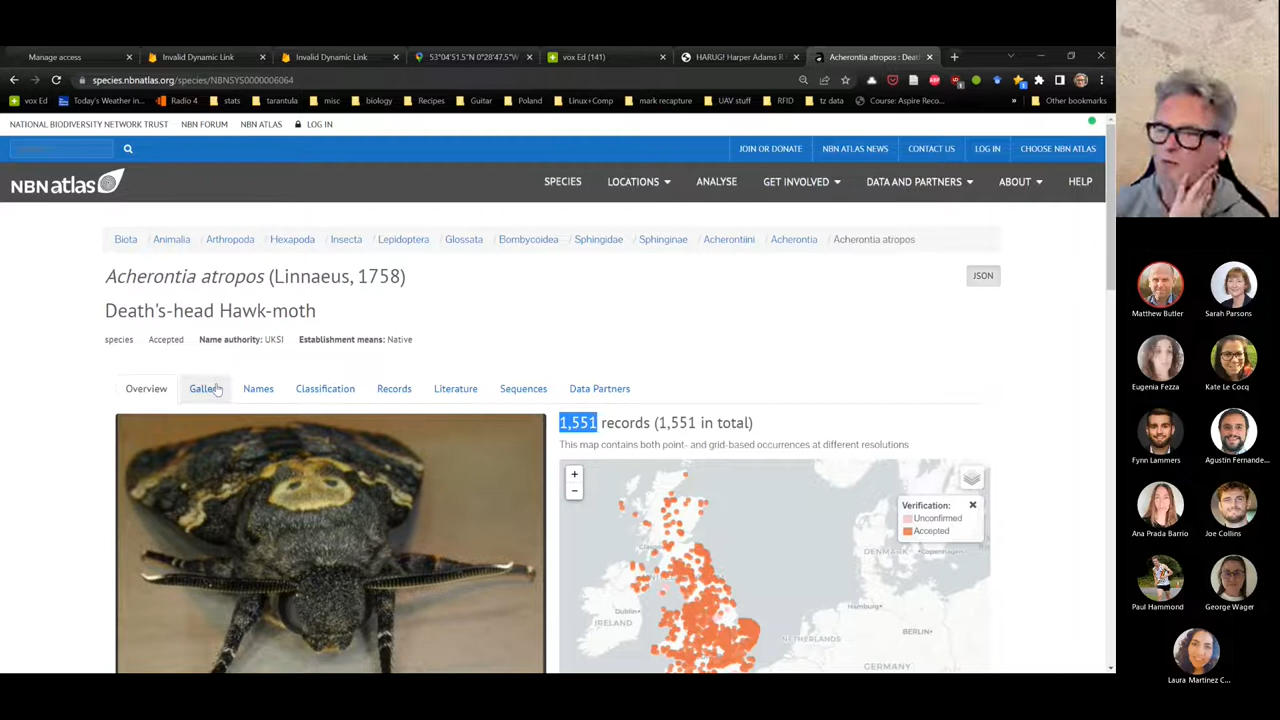 Manage access
Invalid Dynamic Link
Invalid Dynamic Link
53°04'51.5"N 0°28'47.5"W
vox Ed (141)
HARUG! Harper Adams R
Acherontia atropos : Death
species.nbnatlas.org/species/NBNSYS0000006064
vox Ed
Today's Weather in...
Radio 4
stats
tarantula
misc
biology
Recipes
Guitar
Poland
Linux+Comp
mark recapture
UAV stuff
RFID
tz data
Course: Aspire Reco...
»
Other bookmarks
NATIONAL BIODIVERSITY NETWORK TRUST NBN FORUM NBN ATLAS LOG IN
JOIN OR DONATE NBN ATLAS NEWS CONTACT US LOG IN CHOOSE NBN ATLAS
NBN atlas
SPECIES LOCATIONS ANALYSE GET INVOLVED DATA AND PARTNERS ABOUT HELP
Biota / Animalia / Arthropoda / Hexapoda / Insecta / Lepidoptera / Glossata / Bombycoidea / Sphingidae / Sphinginae / Acherontiini / Acherontia / Acherontia atropos
Acherontia atropos (Linnaeus, 1758)
JSON
Death's-head Hawk-moth
species Accepted Name authority: UKSI Establishment means: Native
Overview Gallery Names Classification Records Literature Sequences Data Partners
1,551 records (1,551 in total)
This map contains both point- and grid-based occurrences at different resolutions
+
−
Verification:
Unconfirmed
Accepted
DENMARK
Copenhagen
Dublin
IRELAND
Hamburg
BERLIN
NETHERLANDS
GERMANY
Matthew Butler
Sarah Parsons
Eugenia Fezza
Kate Le Cocq
Fynn Lammers
Agustin Fernande...
Ana Prada Barrio
Joe Collins
Paul Hammond
George Wager
Laura Martinez C...